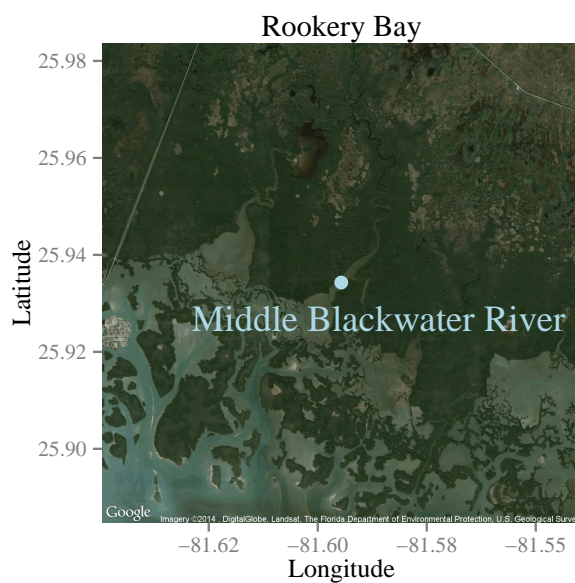 Rookery Bay
25.98
25.96
25.94
25.92
25.90
Latitude
Middle Blackwater River
Google
Imagery ©2014 , DigitalGlobe, Landsat, The Florida Department of Environmental Protection, U.S. Geological Surve
−81.62
−81.60
−81.58
−81.55
Longitude